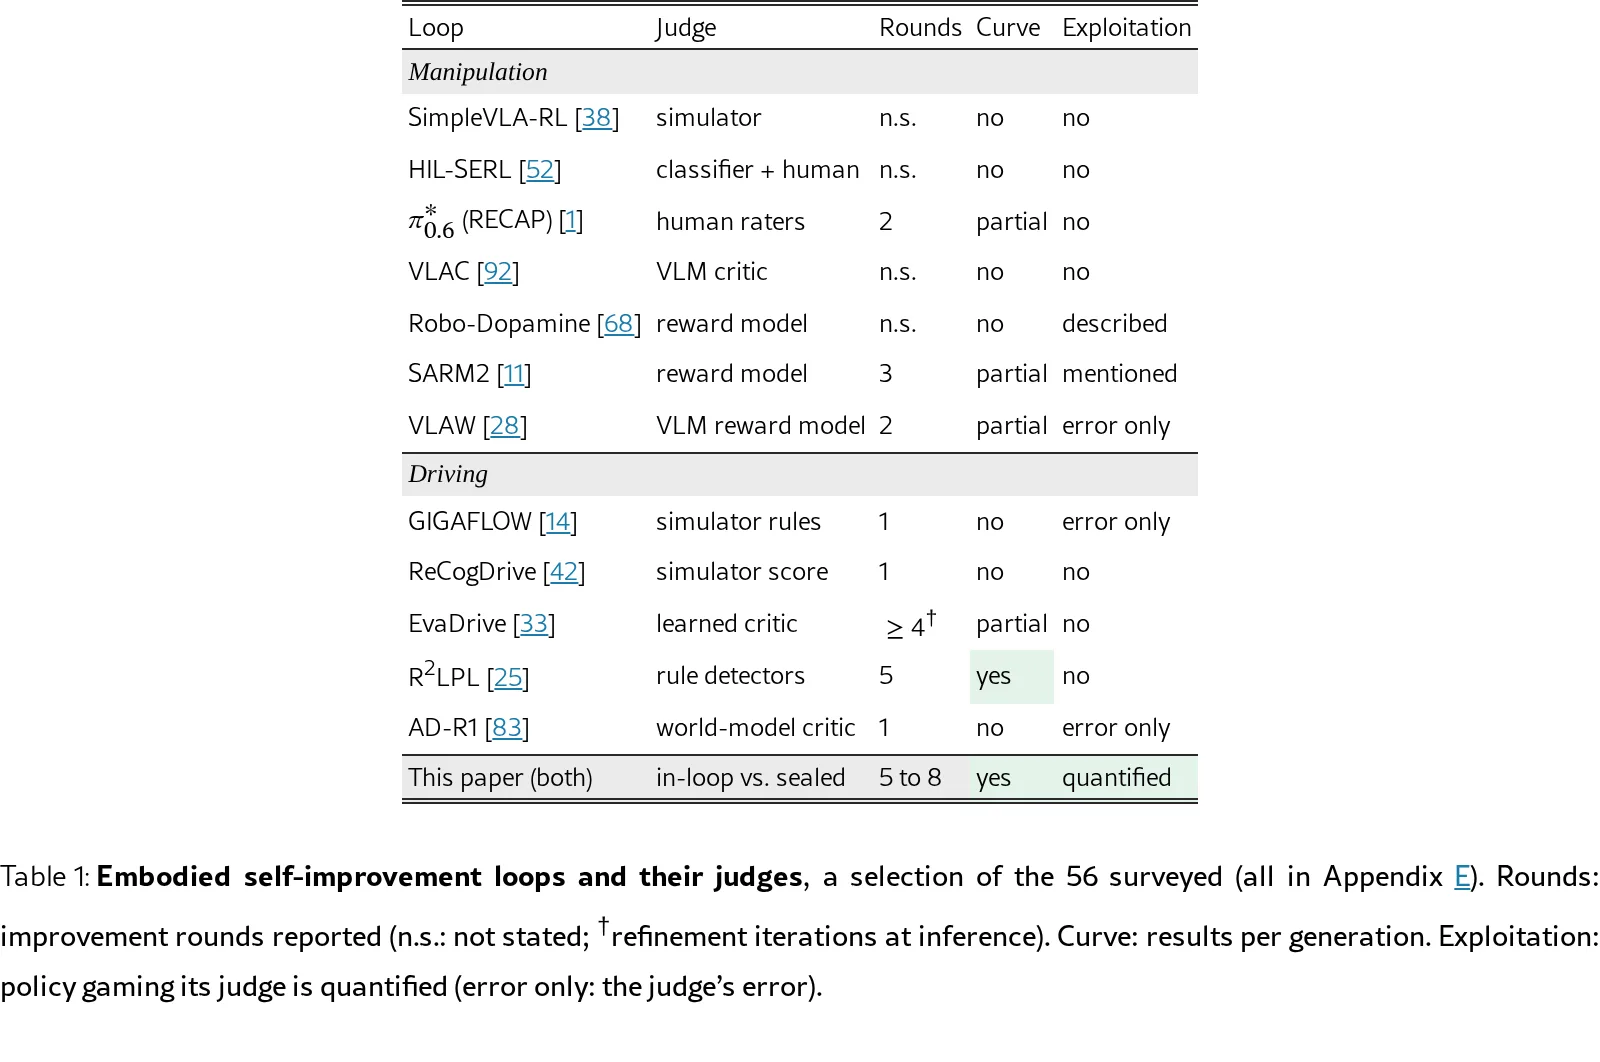 Loop Judge Rounds Curve Exploitation
Manipulation
SimpleVLA-RL [38] simulator n.s. no no
HIL-SERL [52] classifier + human n.s. no no
π*0.6 (RECAP) [1] human raters 2 partial no
VLAC [92] VLM critic n.s. no no
Robo-Dopamine [68] reward model n.s. no described
SARM2 [11] reward model 3 partial mentioned
VLAW [28] VLM reward model 2 partial error only
Driving
GIGAFLOW [14] simulator rules 1 no error only
ReCogDrive [42] simulator score 1 no no
EvaDrive [33] learned critic ≥ 4† partial no
R²LPL [25] rule detectors 5 yes no
AD-R1 [83] world-model critic 1 no error only
This paper (both) in-loop vs. sealed 5 to 8 yes quantified
Table 1: Embodied self-improvement loops and their judges, a selection of the 56 surveyed (all in Appendix E). Rounds:
improvement rounds reported (n.s.: not stated; †refinement iterations at inference). Curve: results per generation. Exploitation:
policy gaming its judge is quantified (error only: the judge’s error).